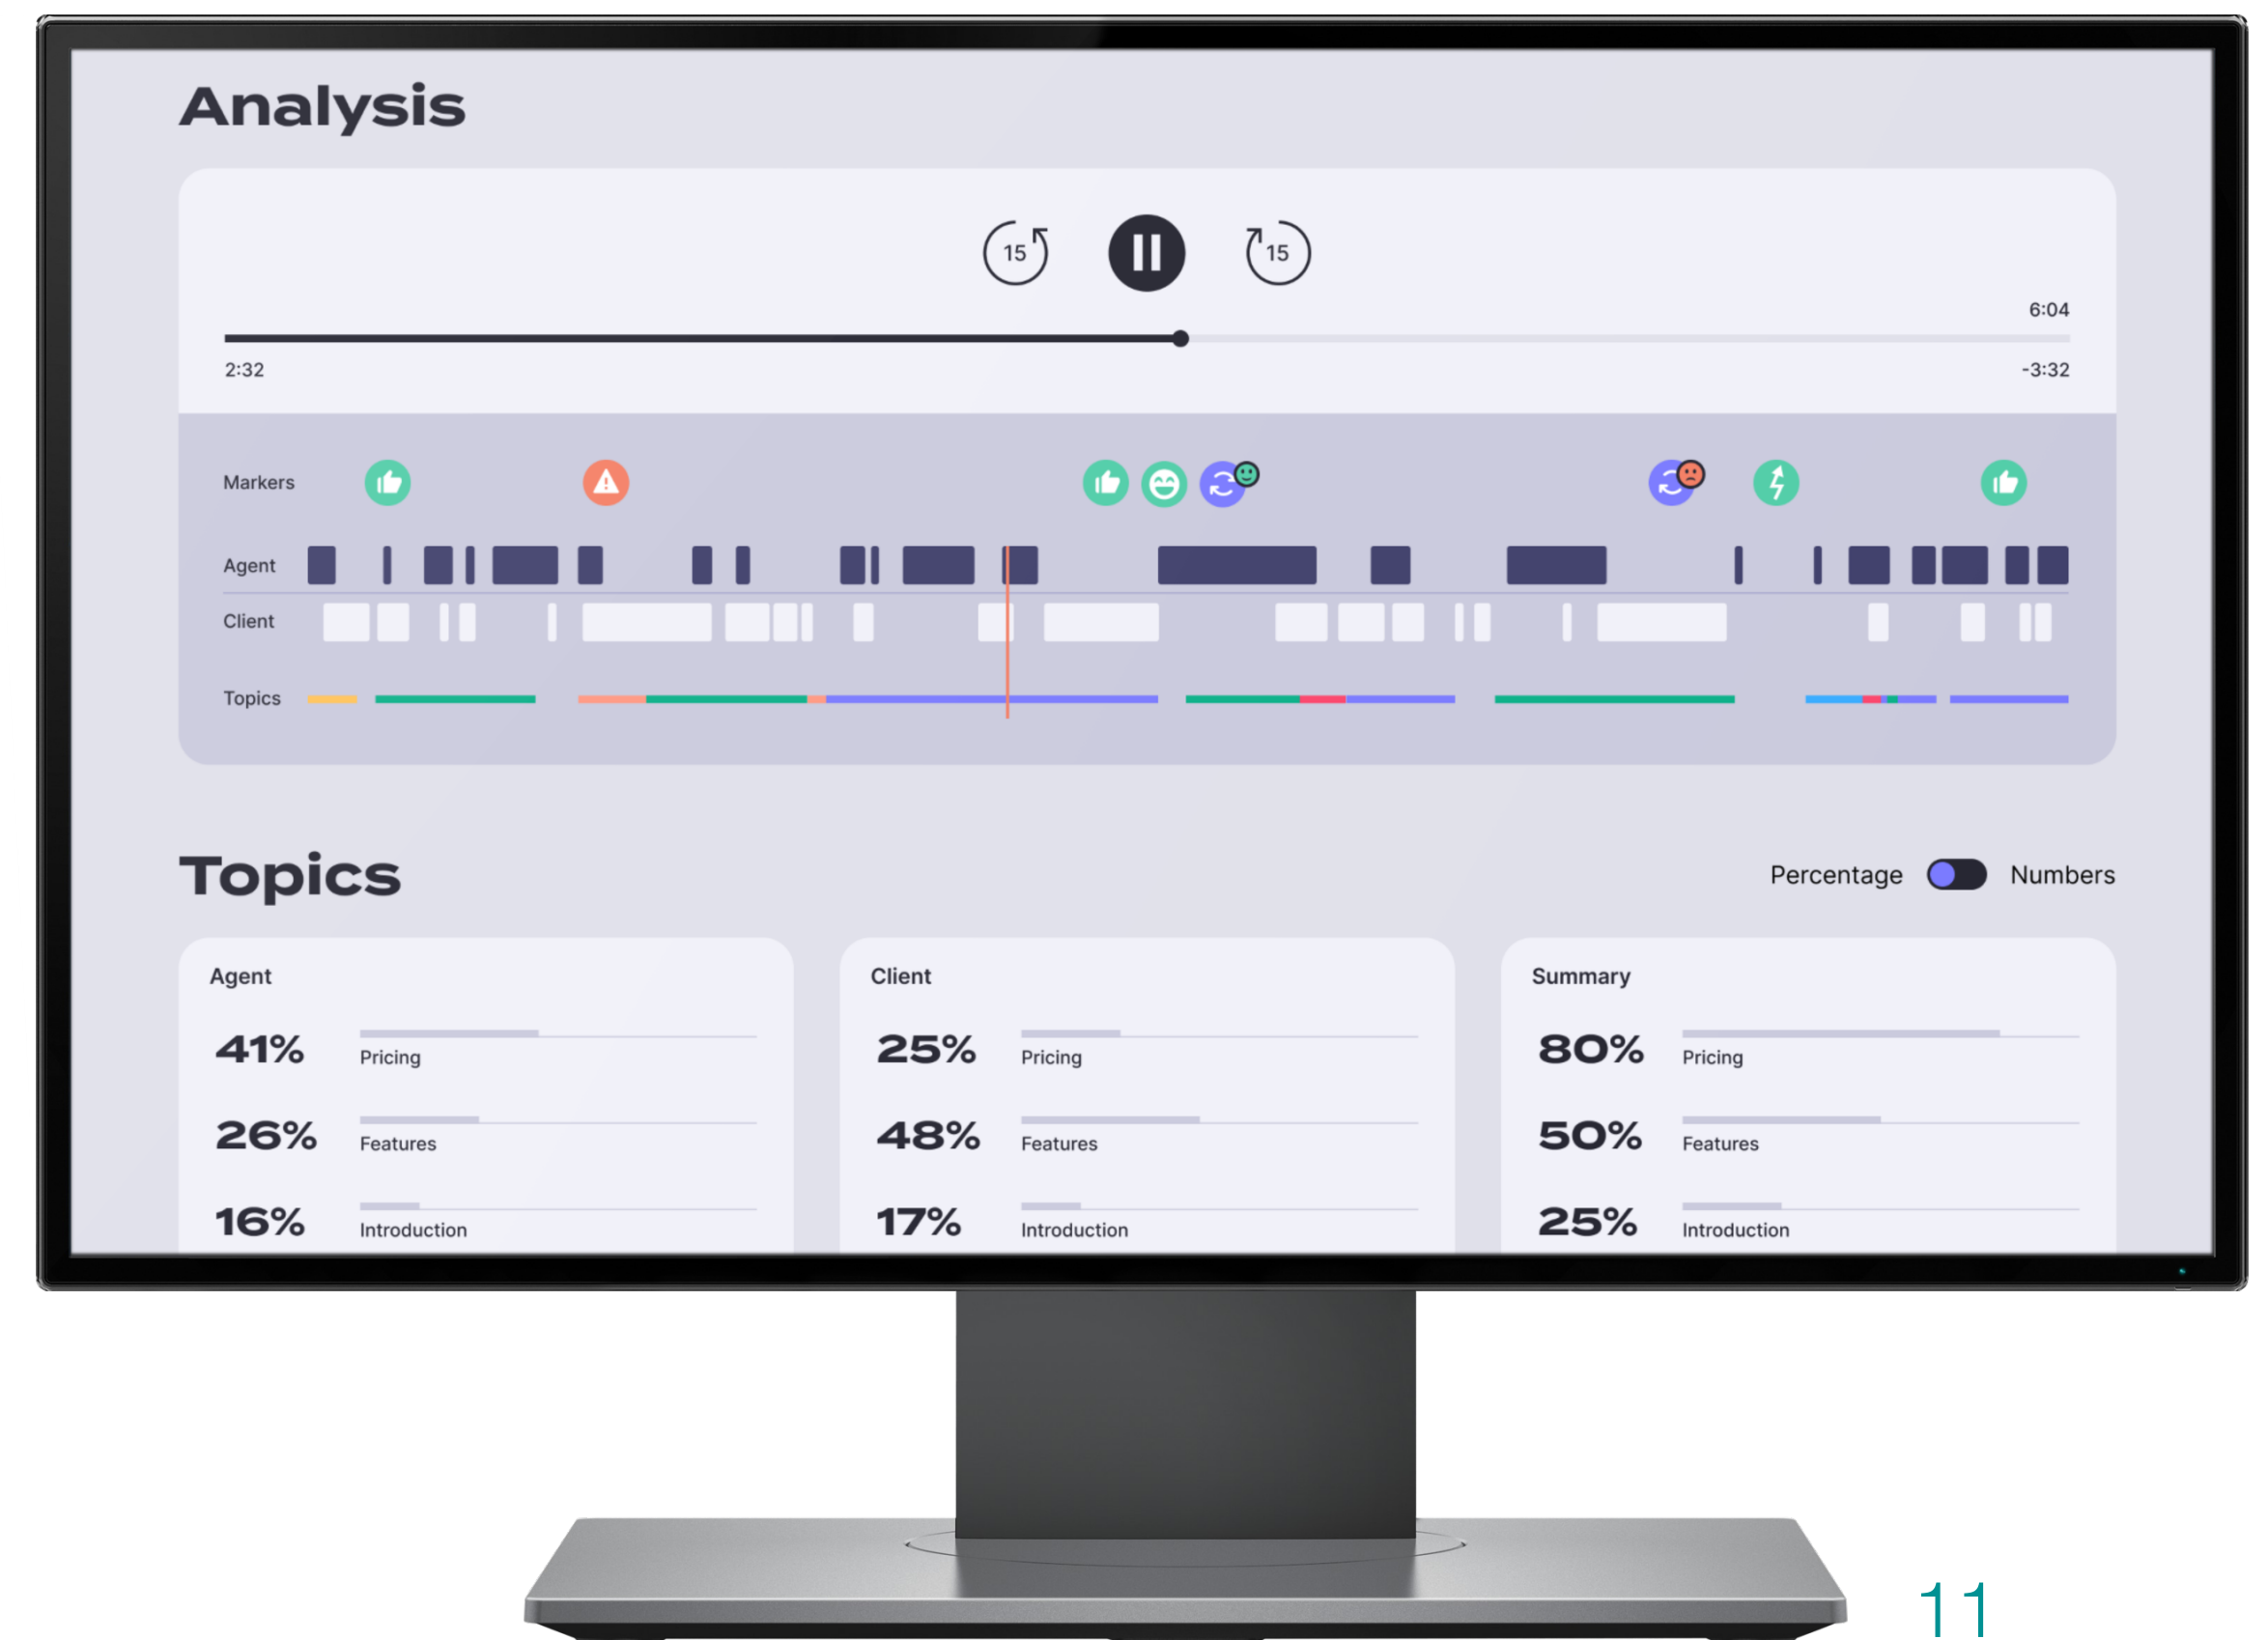 Analysis
15 15
6:04
2:32 -3:32
Markers
Agent
Client
Topics
Topics
Percentage Numbers
Agent
41% Pricing
26% Features
16% Introduction
Client
25% Pricing
48% Features
17% Introduction
Summary
80% Pricing
50% Features
25% Introduction
11